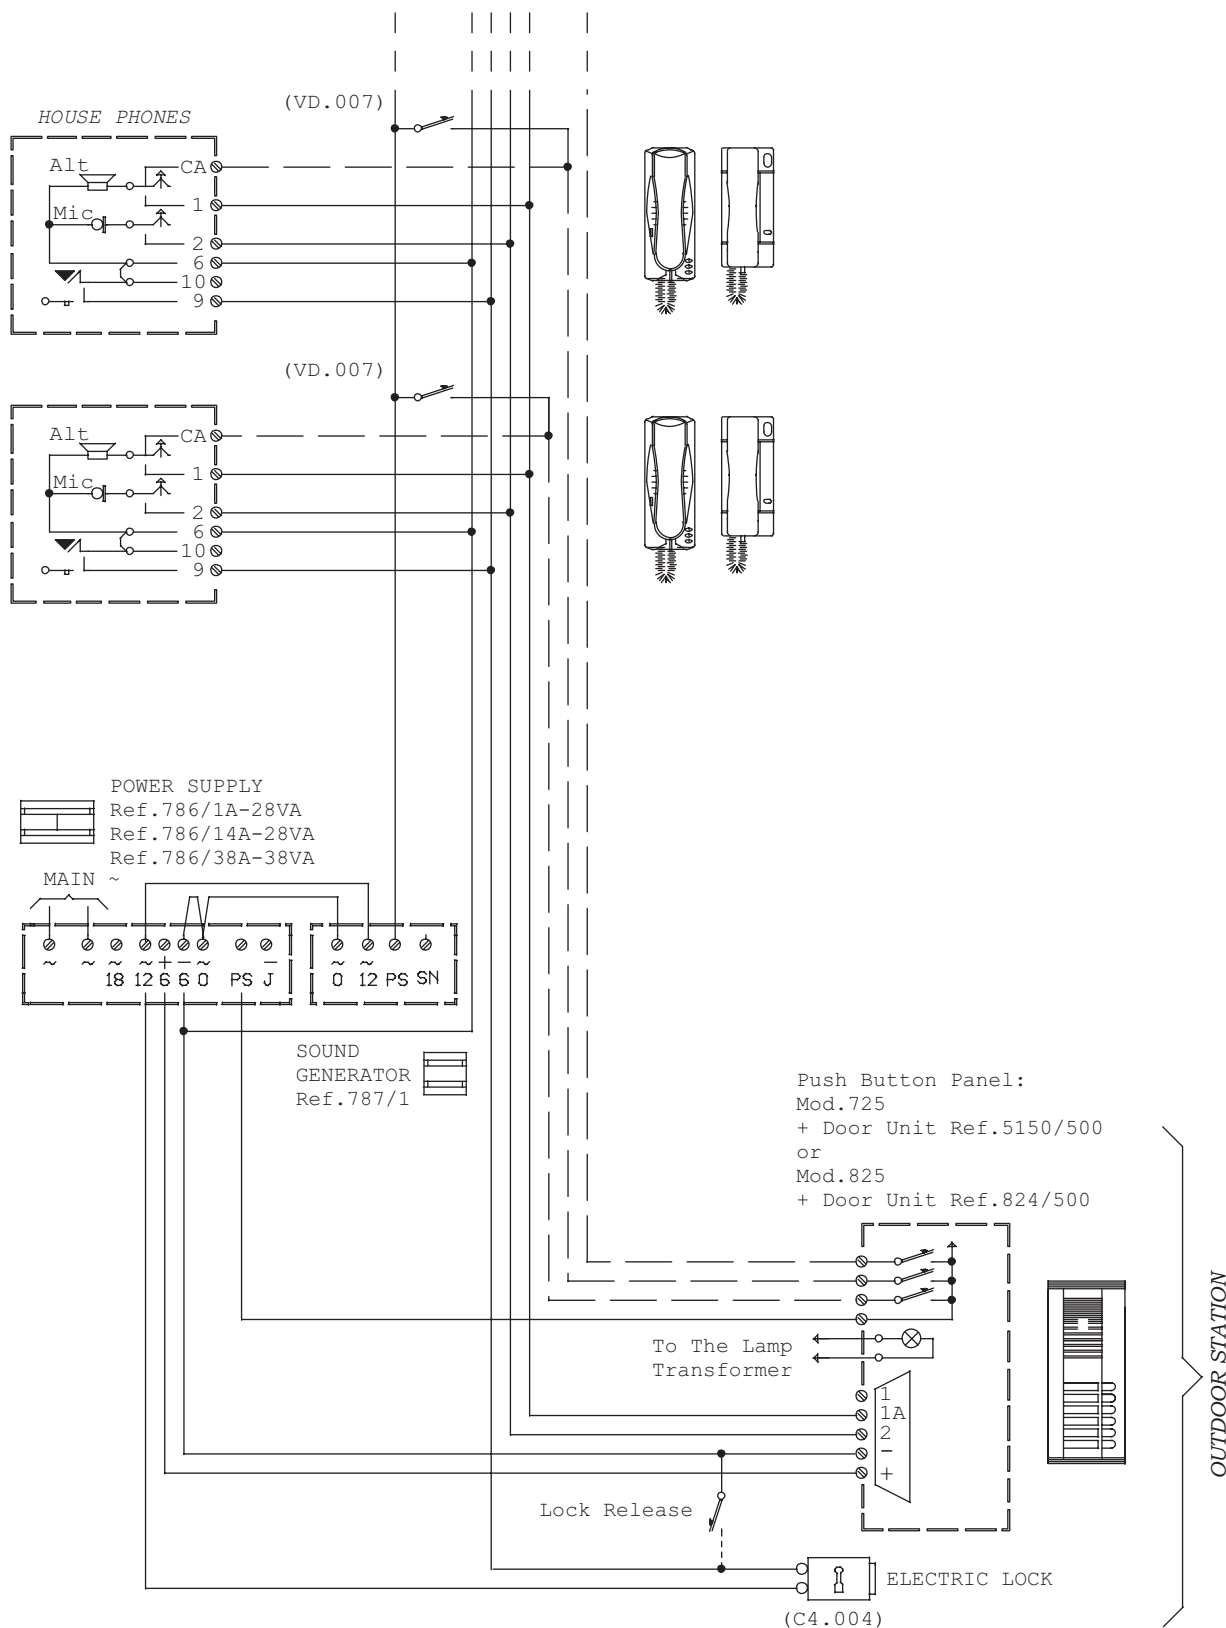 (VD.007)
HOUSE PHONES
Alt
CA
1
Mic
2
6
10
9
(VD.007)
Alt
CA
1
Mic
2
6
10
9
POWER SUPPLY
Ref.786/1A-28VA
Ref.786/14A-28VA
Ref.786/38A-38VA
MAIN ~
~ ~ ~ ~ + – ~ –
18 12 6 6 0 PS J
~ ~
0 12 PS SN
SOUND
GENERATOR
Ref.787/1
Push Button Panel:
Mod.725
+ Door Unit Ref.5150/500
or
Mod.825
+ Door Unit Ref.824/500
To The Lamp
Transformer
1
1A
2
–
+
Lock Release
ELECTRIC LOCK
(C4.004)
OUTDOOR STATION